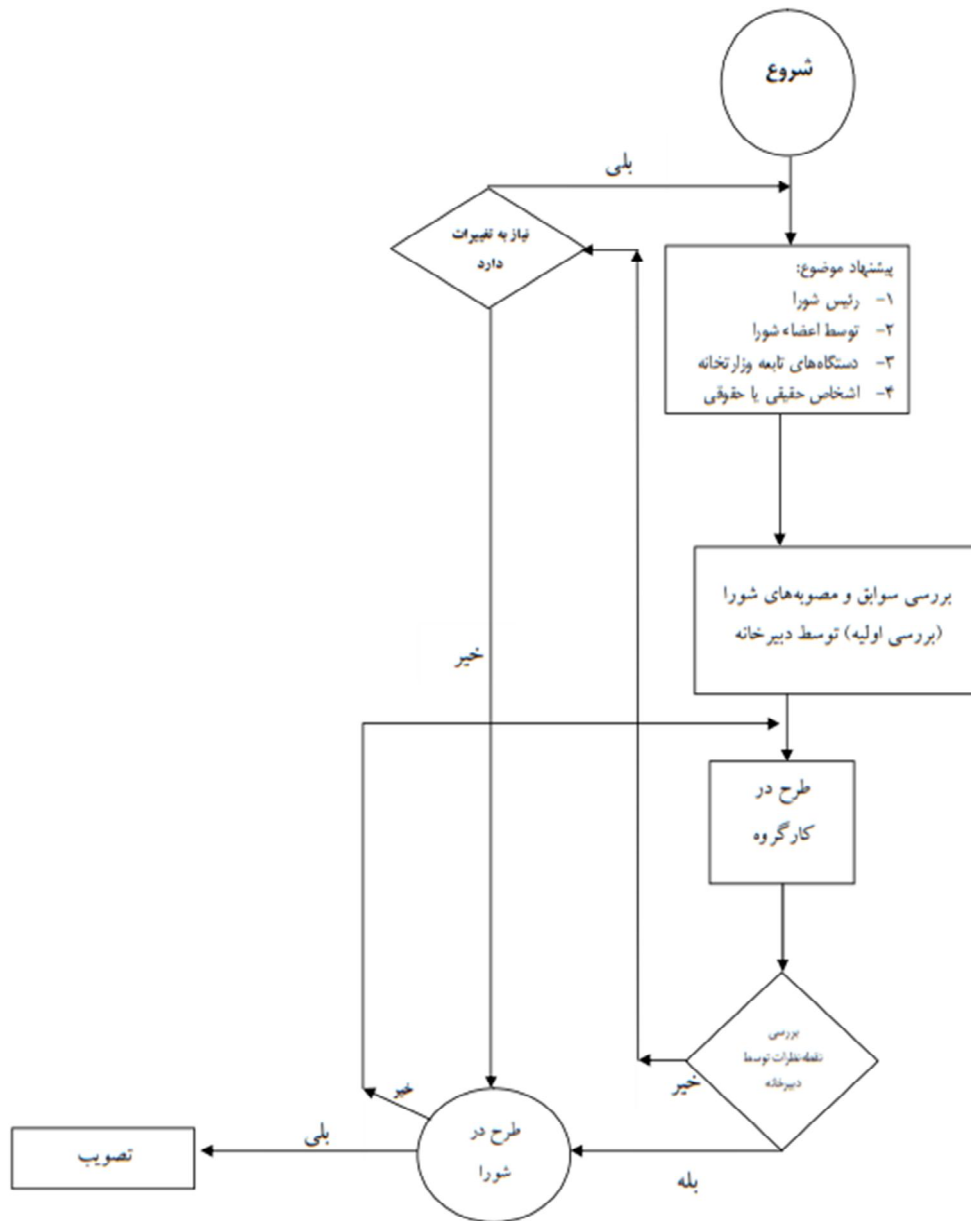 شروع
بلی
نیاز به تغییرات
دارد
پیشنهاد موضوع:
۱- رئیس شورا
۲- توسط اعضاء شورا
۳- دستگاه‌های تابعه وزارتخانه
۴- اشخاص حقیقی یا حقوقی
بررسی سوابق و مصوبه‌های شورا
(بررسی اولیه) توسط دبیرخانه
خیر
طرح در
کارگروه
بررسی
نقطه‌نظرات توسط
دبیرخانه
خیر
خیر
طرح در
شورا
بلی
تصویب
بله